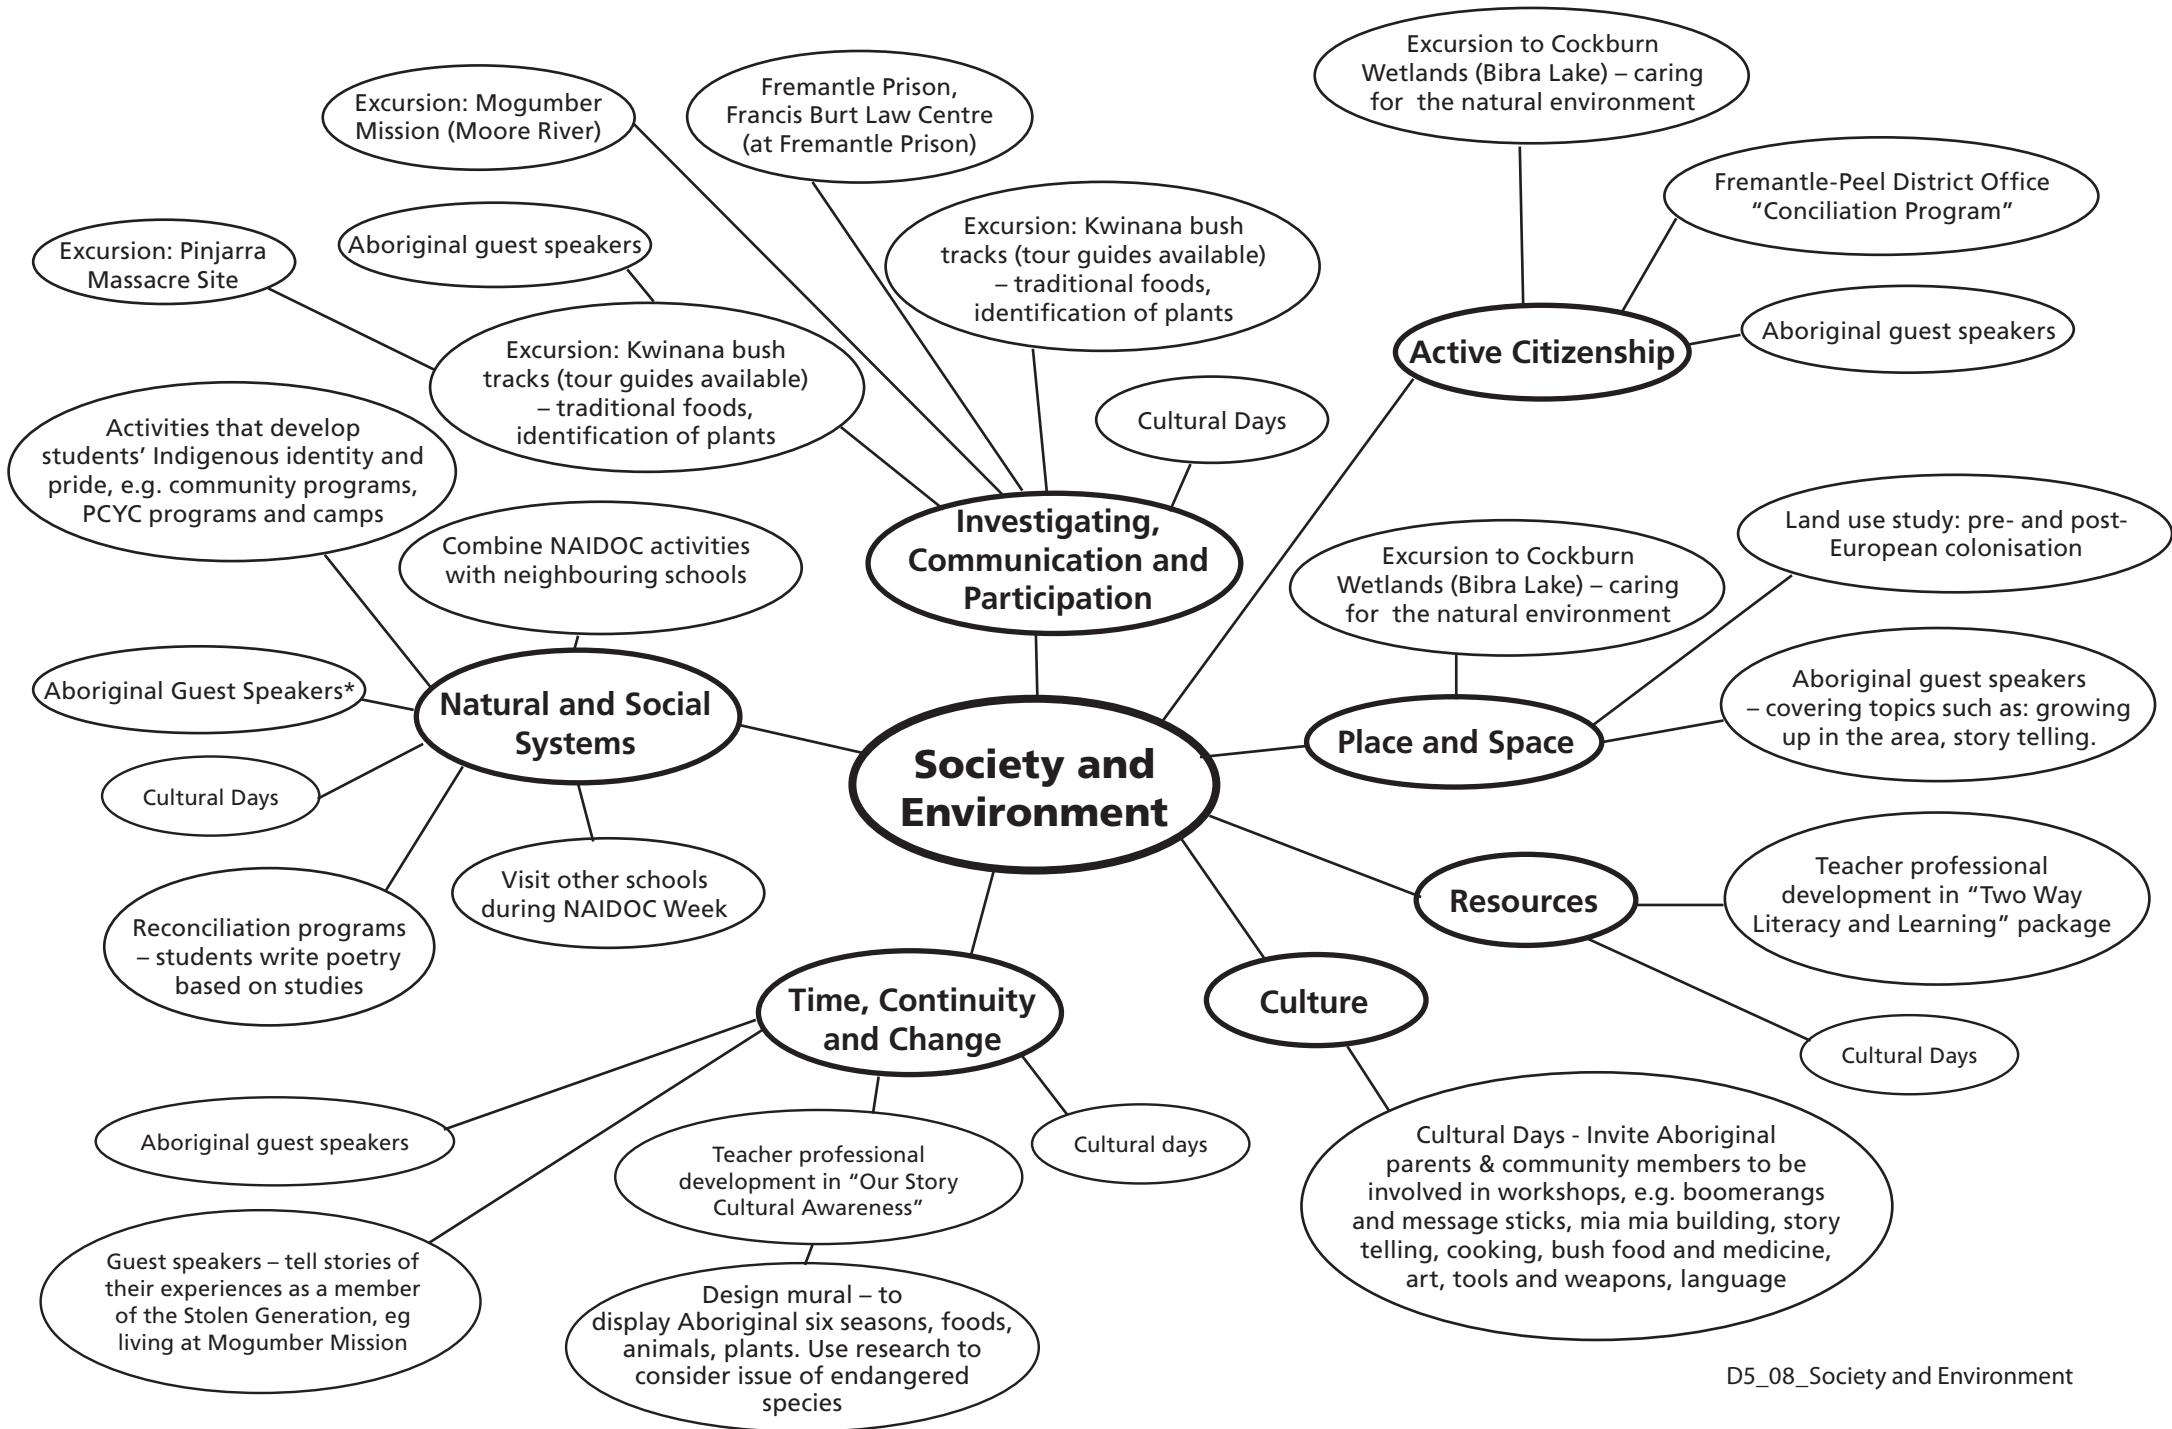 Excursion to Cockburn
Wetlands (Bibra Lake) – caring
for the natural environment
Fremantle Prison,
Francis Burt Law Centre
(at Fremantle Prison)
Excursion: Mogumber
Mission (Moore River)
Fremantle-Peel District Office
“Conciliation Program”
Excursion: Kwinana bush
tracks (tour guides available)
– traditional foods,
identification of plants
Aboriginal guest speakers
Excursion: Pinjarra
Massacre Site
Aboriginal guest speakers
Active Citizenship
Excursion: Kwinana bush
tracks (tour guides available)
– traditional foods,
identification of plants
Cultural Days
Activities that develop
students’ Indigenous identity and
pride, e.g. community programs,
PCYC programs and camps
Investigating,
Communication and
Participation
Land use study: pre- and post-
European colonisation
Combine NAIDOC activities
with neighbouring schools
Excursion to Cockburn
Wetlands (Bibra Lake) – caring
for the natural environment
Aboriginal Guest Speakers*
Natural and Social
Systems
Aboriginal guest speakers
– covering topics such as: growing
up in the area, story telling.
Place and Space
Society and
Environment
Cultural Days
Visit other schools
during NAIDOC Week
Resources
Teacher professional
development in “Two Way
Literacy and Learning” package
Reconciliation programs
– students write poetry
based on studies
Time, Continuity
and Change
Culture
Cultural Days
Aboriginal guest speakers
Teacher professional
development in “Our Story
Cultural Awareness”
Cultural days
Cultural Days - Invite Aboriginal
parents & community members to be
involved in workshops, e.g. boomerangs
and message sticks, mia mia building, story
telling, cooking, bush food and medicine,
art, tools and weapons, language
Guest speakers – tell stories of
their experiences as a member
of the Stolen Generation, eg
living at Mogumber Mission
Design mural – to
display Aboriginal six seasons, foods,
animals, plants. Use research to
consider issue of endangered
species
D5_08_Society and Environment